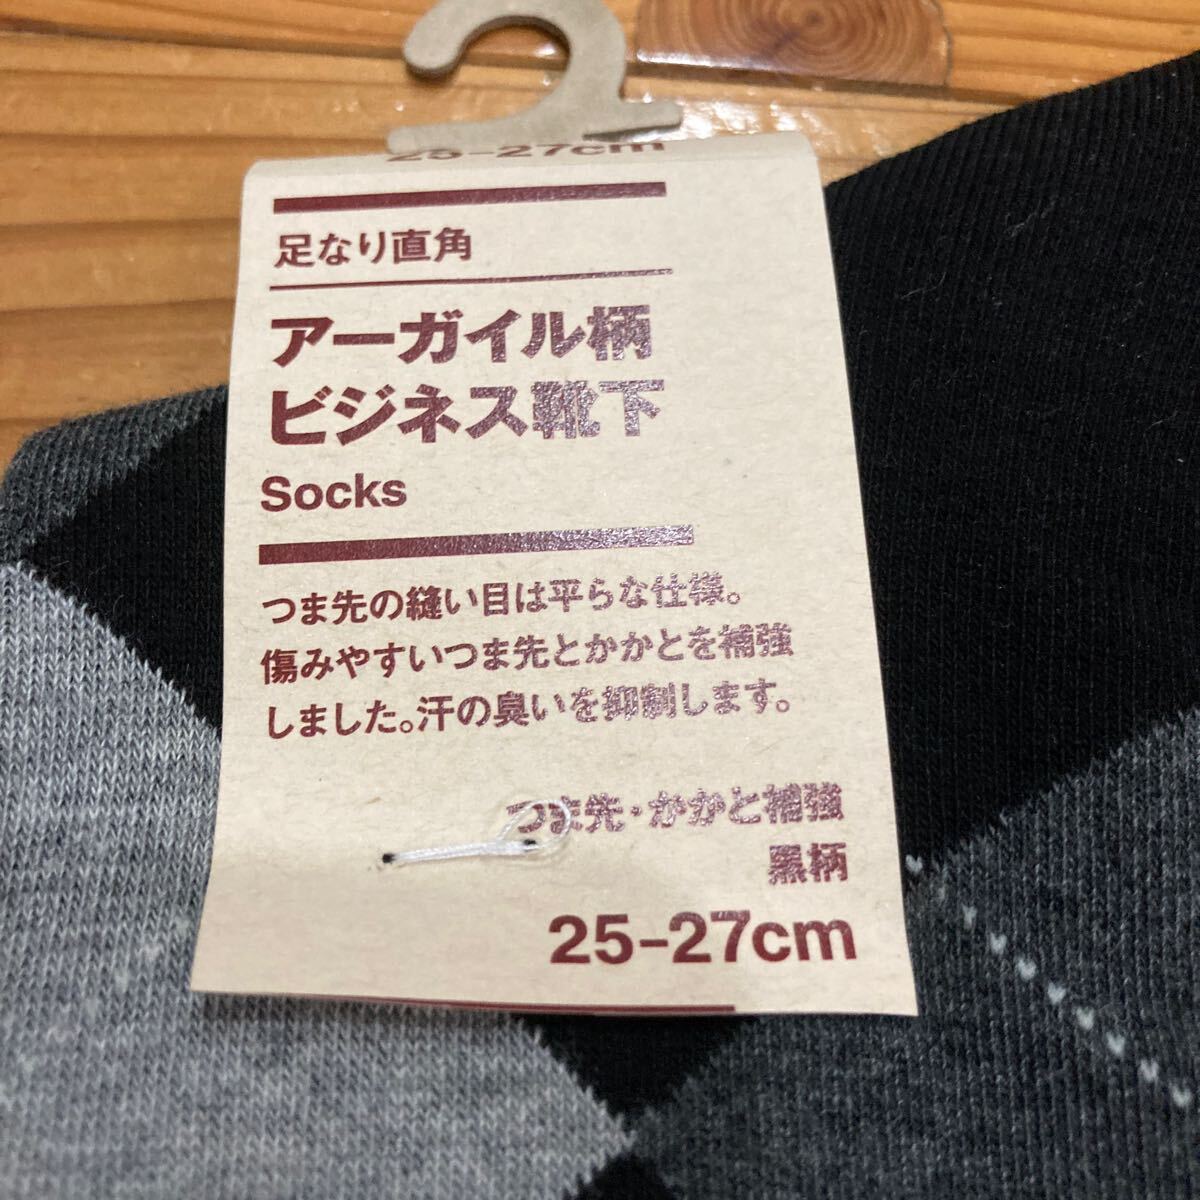 25-27cm
足なり直角
アーガイル柄
ビジネス靴下
Socks
つま先の縫い目は平らな仕様。
傷みやすいつま先とかかとを補強
しました。汗の臭いを抑制します。
つま先・かかと補強
黒柄
25-27cm